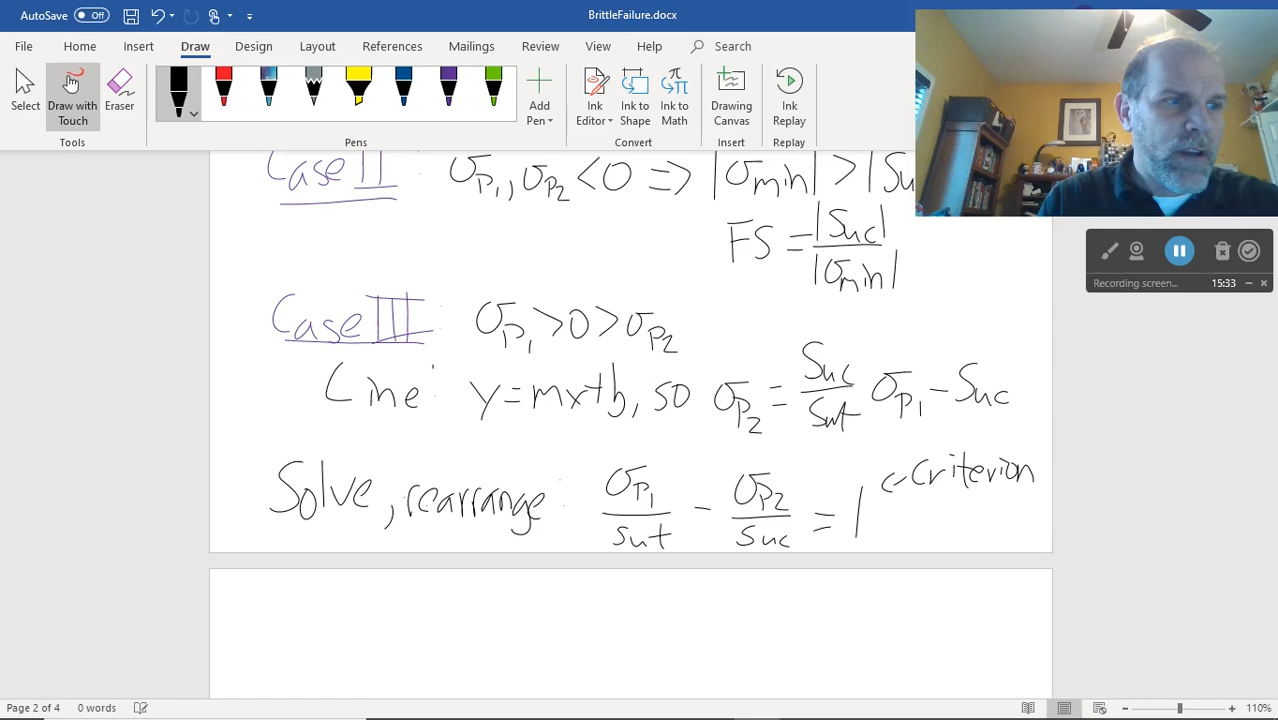 AutoSave Off BrittleFailure.docx
File Home Insert Draw Design Layout References Mailings Review View Help Search
Select Draw with Touch Eraser Add Pen Ink Editor Ink to Shape Ink to Math Drawing Canvas Ink Replay
Tools Pens Convert Insert Replay
Case II : σP1, σP2 < 0 => |σmin| > |Su
FS = |Suc| / |σmin|
Case III : σP1 > 0 > σP2
Line: y = mx + b, so σP2 = Suc/Sut σP1 - Suc
Solve, rearrange: σP1/Sut - σP2/Suc = 1 ← Criterion
Recording screen... 15:33
Page 2 of 4 0 words 110%